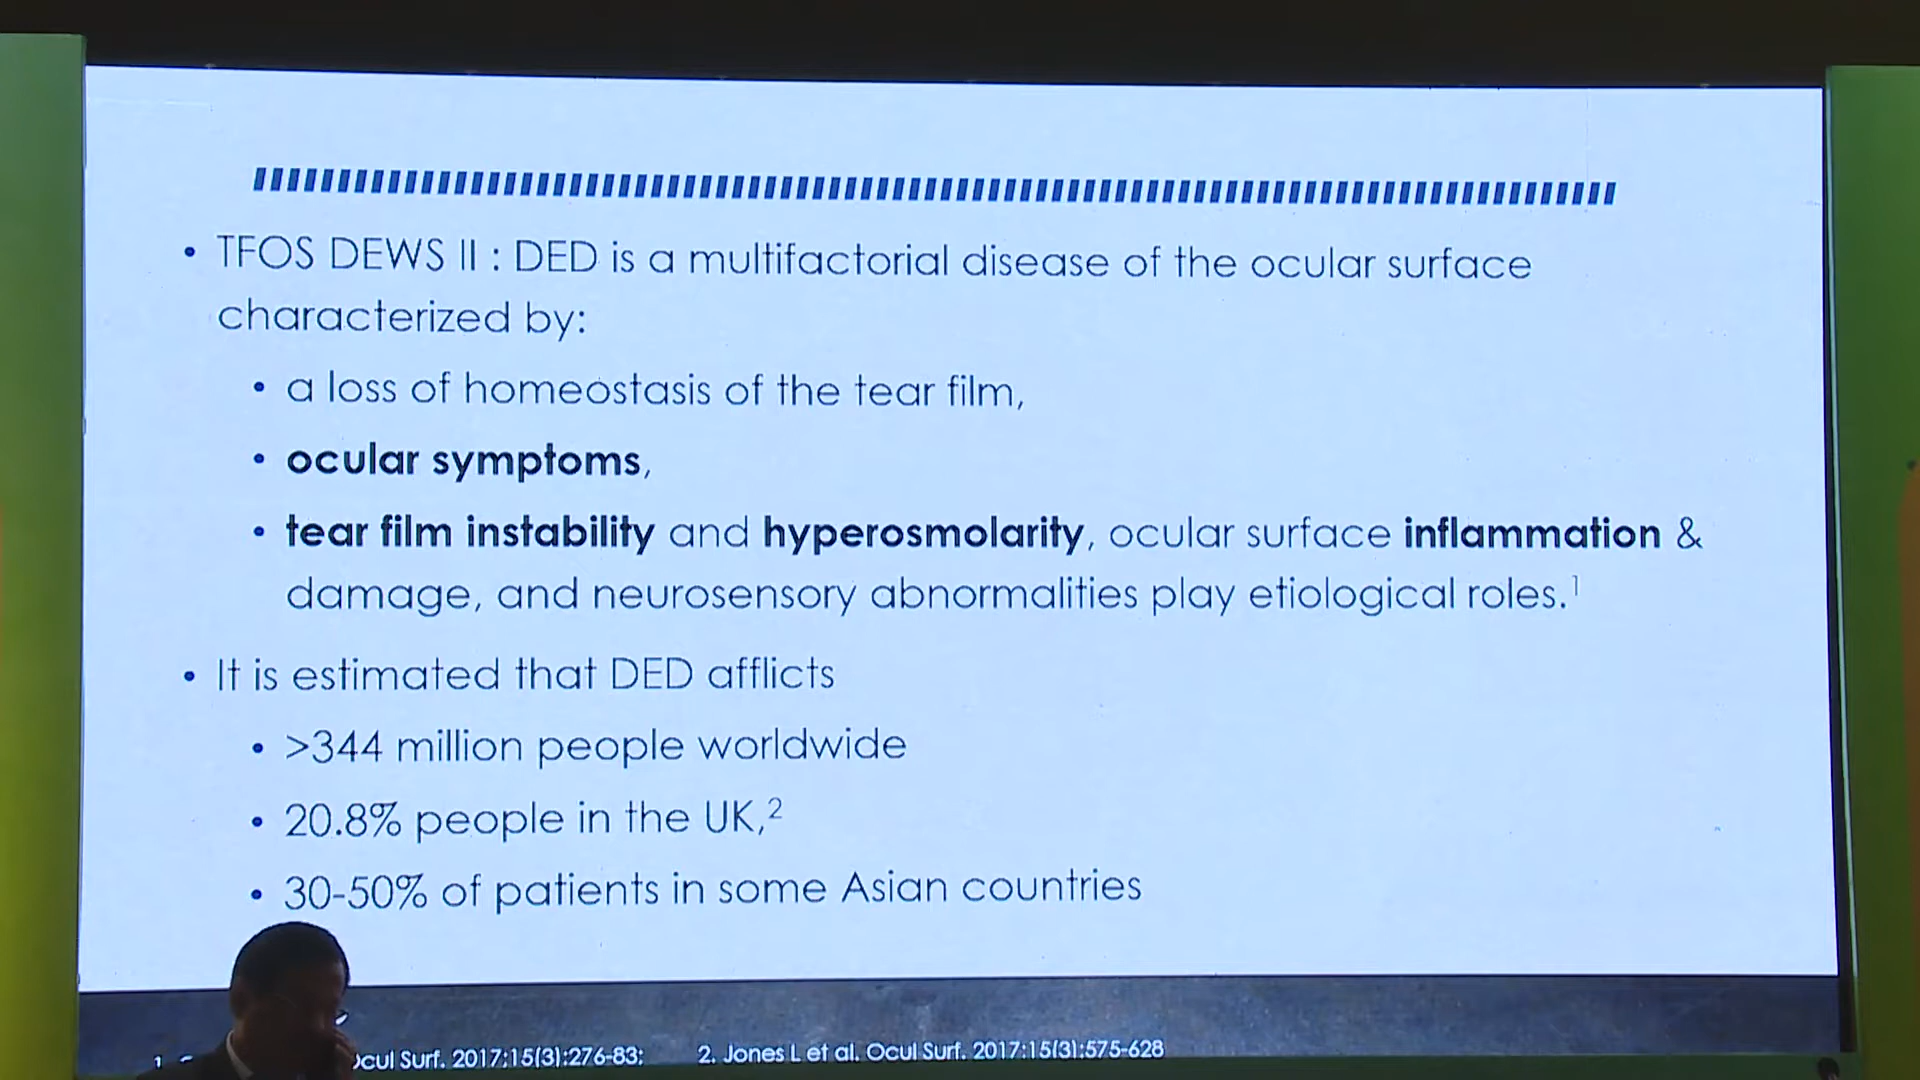 • TFOS DEWS II : DED is a multifactorial disease of the ocular surface
characterized by:
• a loss of homeostasis of the tear film,
• ocular symptoms,
• tear film instability and hyperosmolarity, ocular surface inflammation &
damage, and neurosensory abnormalities play etiological roles.1
• It is estimated that DED afflicts
• >344 million people worldwide
• 20.8% people in the UK,2
• 30-50% of patients in some Asian countries
1. Ocul Surf. 2017;15(3):276-83; 2. Jones L et al. Ocul Surf. 2017;15(3):575-628